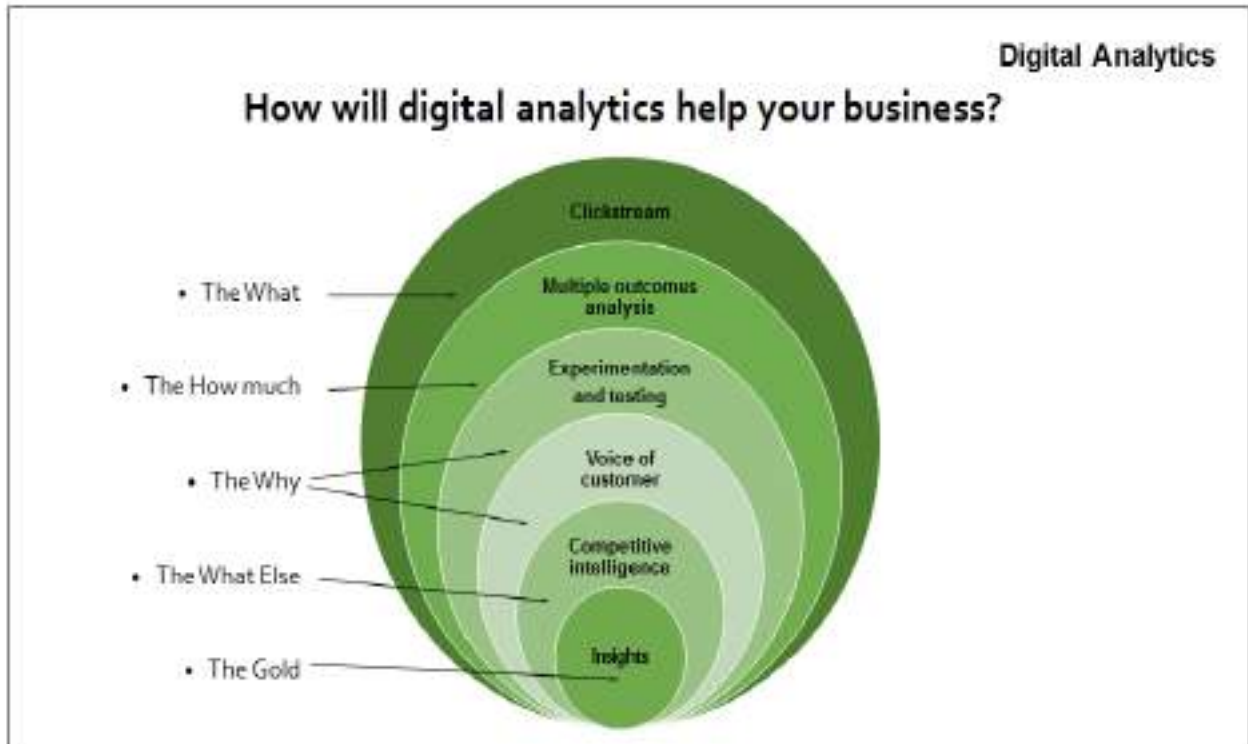 Digital Analytics
How will digital analytics help your business?
Clickstream
• The What
Multiple outcomes
analysis
• The How much
Experimentation
and testing
• The Why
Voice of
customer
• The What Else
Competitive
intelligence
• The Gold
Insights